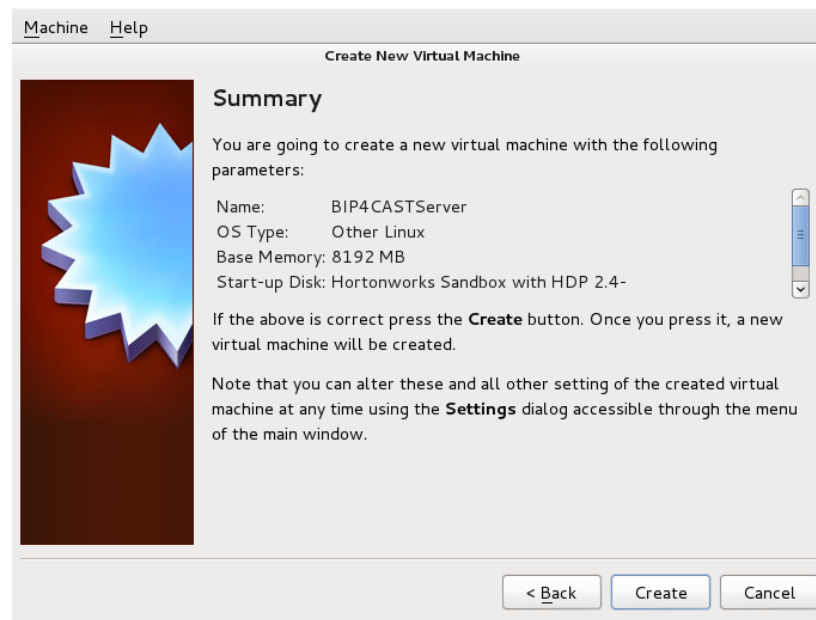 Machine Help
Create New Virtual Machine
Summary
You are going to create a new virtual machine with the following
parameters:
Name: BIP4CASTServer
OS Type: Other Linux
Base Memory: 8192 MB
Start-up Disk: Hortonworks Sandbox with HDP 2.4-
If the above is correct press the Create button. Once you press it, a new
virtual machine will be created.
Note that you can alter these and all other setting of the created virtual
machine at any time using the Settings dialog accessible through the menu
of the main window.
< Back Create Cancel